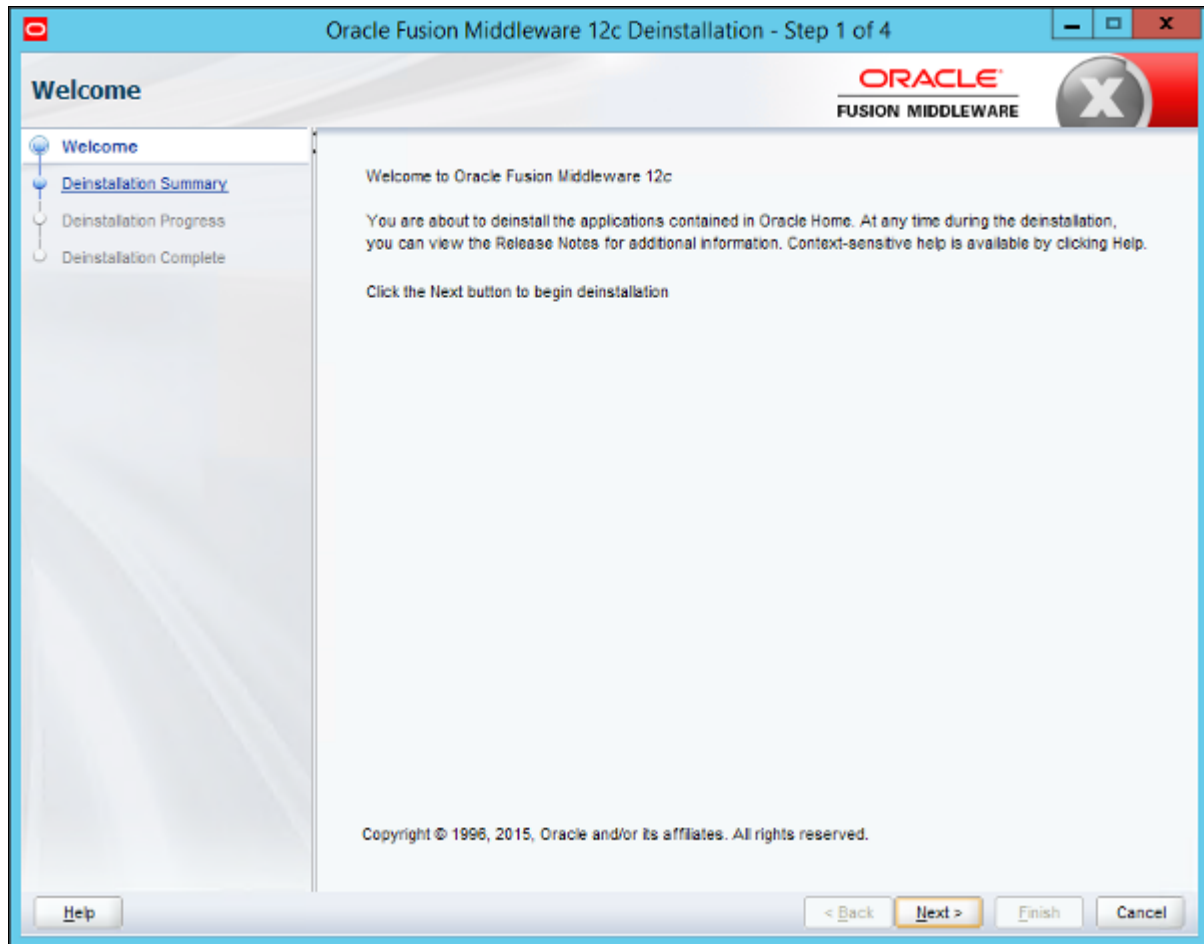 Oracle Fusion Middleware 12c Deinstallation - Step 1 of 4
Welcome
ORACLE
FUSION MIDDLEWARE
Welcome
Deinstallation Summary
Deinstallation Progress
Deinstallation Complete
Welcome to Oracle Fusion Middleware 12c
You are about to deinstall the applications contained in Oracle Home. At any time during the deinstallation,
you can view the Release Notes for additional information. Context-sensitive help is available by clicking Help.
Click the Next button to begin deinstallation
Copyright © 1996, 2015, Oracle and/or its affiliates. All rights reserved.
Help
< Back
Next >
Finish
Cancel